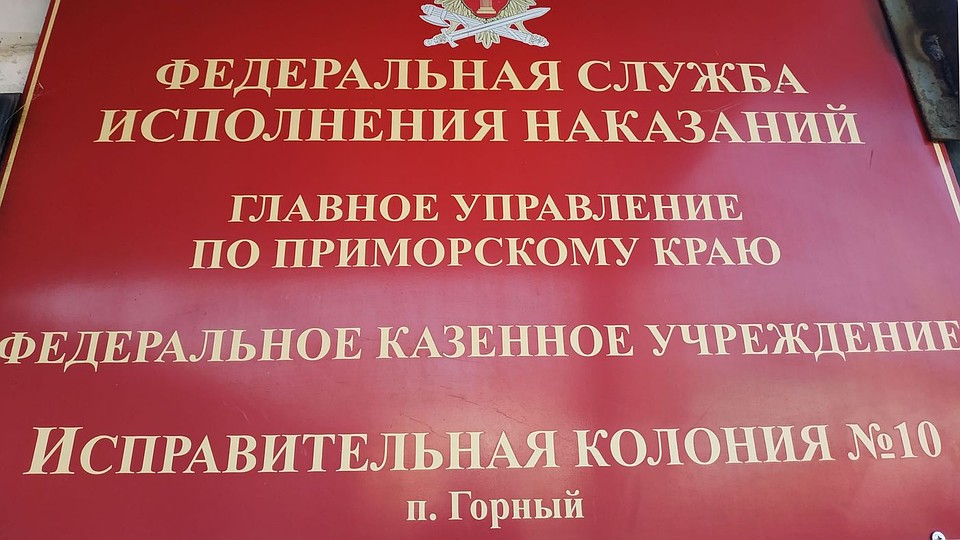 ФЕДЕРАЛЬНАЯ СЛУЖБА
ИСПОЛНЕНИЯ НАКАЗАНИЙ
ГЛАВНОЕ УПРАВЛЕНИЕ
ПО ПРИМОРСКОМУ КРАЮ
ФЕДЕРАЛЬНОЕ КАЗЕННОЕ УЧРЕЖДЕНИЕ
ИСПРАВИТЕЛЬНАЯ КОЛОНИЯ №10
п. Горный